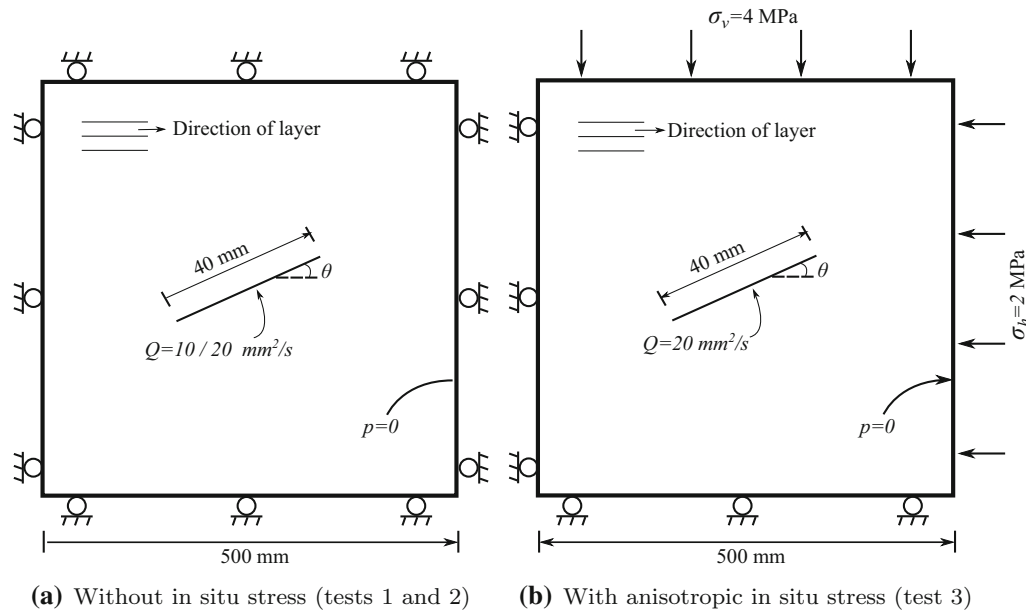 σv=4 MPa
Direction of layer
40 mm
θ
Q=10 / 20 mm²/s
p=0
500 mm
Direction of layer
40 mm
θ
Q=20 mm²/s
p=0
σh=2 MPa
500 mm
(a) Without in situ stress (tests 1 and 2)
(b) With anisotropic in situ stress (test 3)